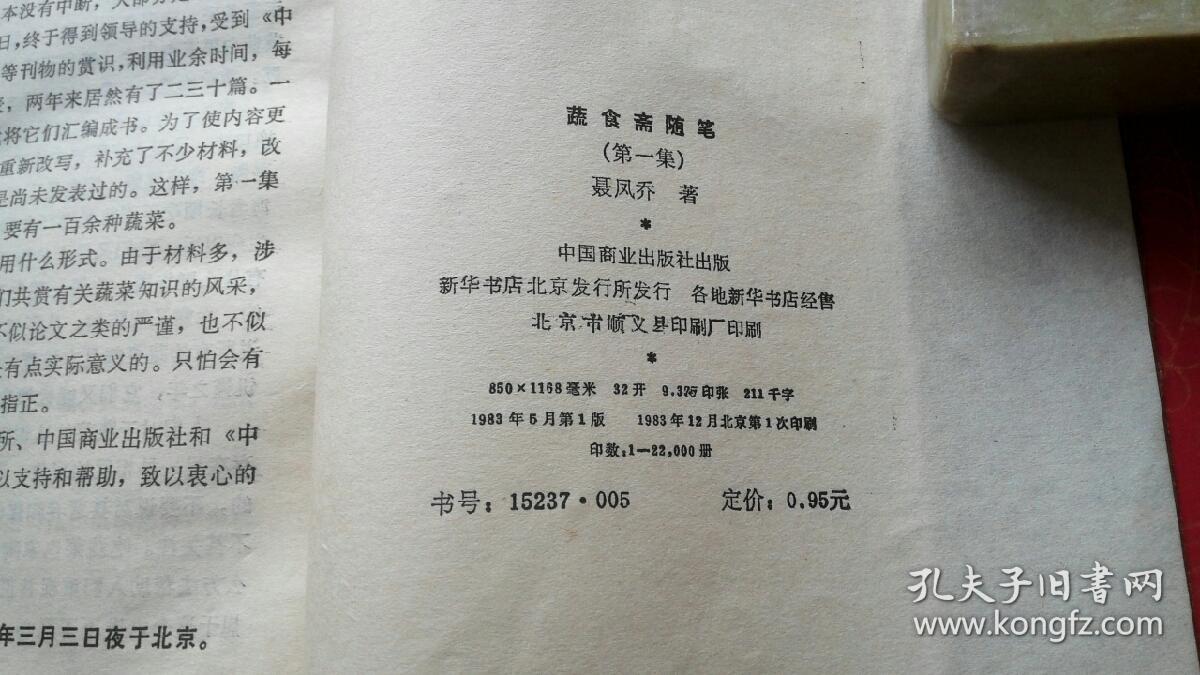 本没有中断，大部分
日，终于得到领导的支持，受到《中
等刊物的赏识，利用业余时间，每
，两年来居然有了二三十篇。一
将它们汇编成书。为了使内容更
重新改写，补充了不少材料，改
是尚未发表过的。这样，第一集
要有一百余种蔬菜。
用什么形式。由于材料多，涉
们共赏有关蔬菜知识的风采，
不似论文之类的严谨，也不似
有点实际意义的。只怕会有
指正。
所、中国商业出版社和《中
以支持和帮助，致以衷心的
年三月三日夜于北京。
蔬食斋随笔
（第一集）
聂凤乔 著
*
中国商业出版社出版
新华书店北京发行所发行 各地新华书店经售
北京市顺义县印刷厂印刷
*
850×1168毫米 32开 9.375印张 211千字
1983年5月第1版 1983年12月北京第1次印刷
印数：1—22,000册
书号：15237·005 定价：0.95元
孔夫子旧书网
www.kongfz.com